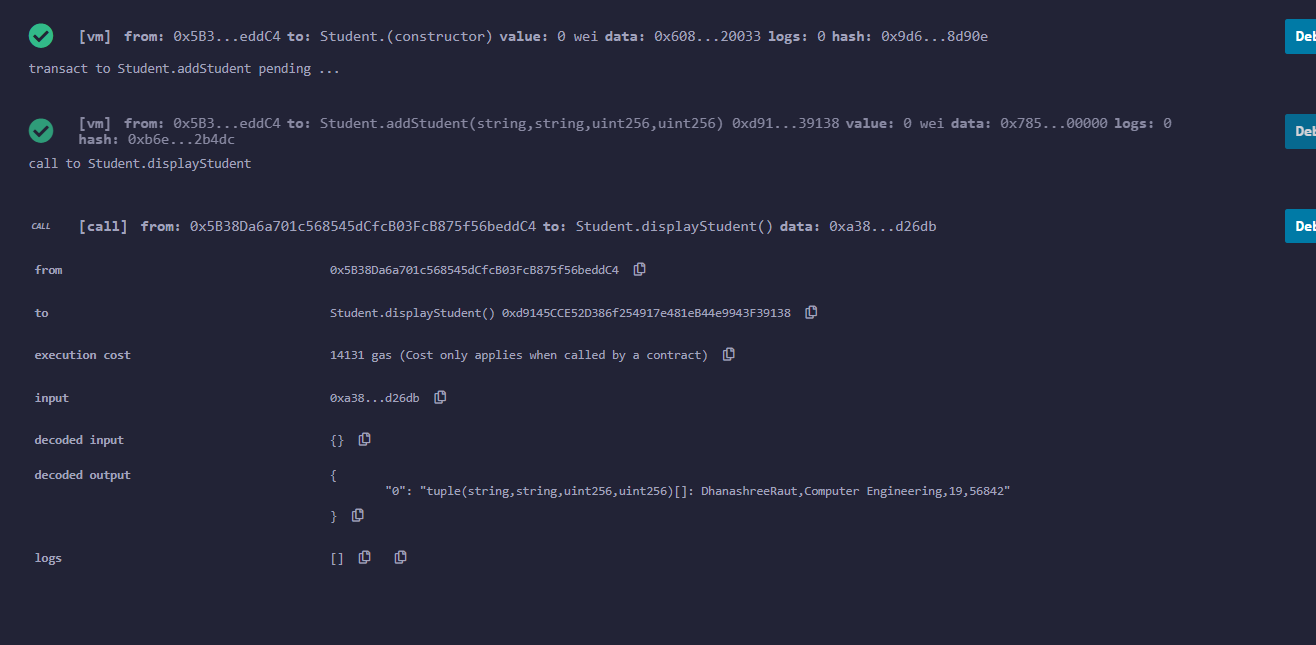 [vm] from: 0x5B3...eddC4 to: Student.(constructor) value: 0 wei data: 0x608...20033 logs: 0 hash: 0x9d6...8d90e
Deb
transact to Student.addStudent pending ...
[vm] from: 0x5B3...eddC4 to: Student.addStudent(string,string,uint256,uint256) 0xd91...39138 value: 0 wei data: 0x785...00000 logs: 0
hash: 0xb6e...2b4dc
Deb
call to Student.displayStudent
CALL [call] from: 0x5B38Da6a701c568545dCfcB03FcB875f56beddC4 to: Student.displayStudent() data: 0xa38...d26db
Deb
from 0x5B38Da6a701c568545dCfcB03FcB875f56beddC4
to Student.displayStudent() 0xd9145CCE52D386f254917e481eB44e9943F39138
execution cost 14131 gas (Cost only applies when called by a contract)
input 0xa38...d26db
decoded input {}
decoded output {
"0": "tuple(string,string,uint256,uint256)[]: DhanashreeRaut,Computer Engineering,19,56842"
}
logs []